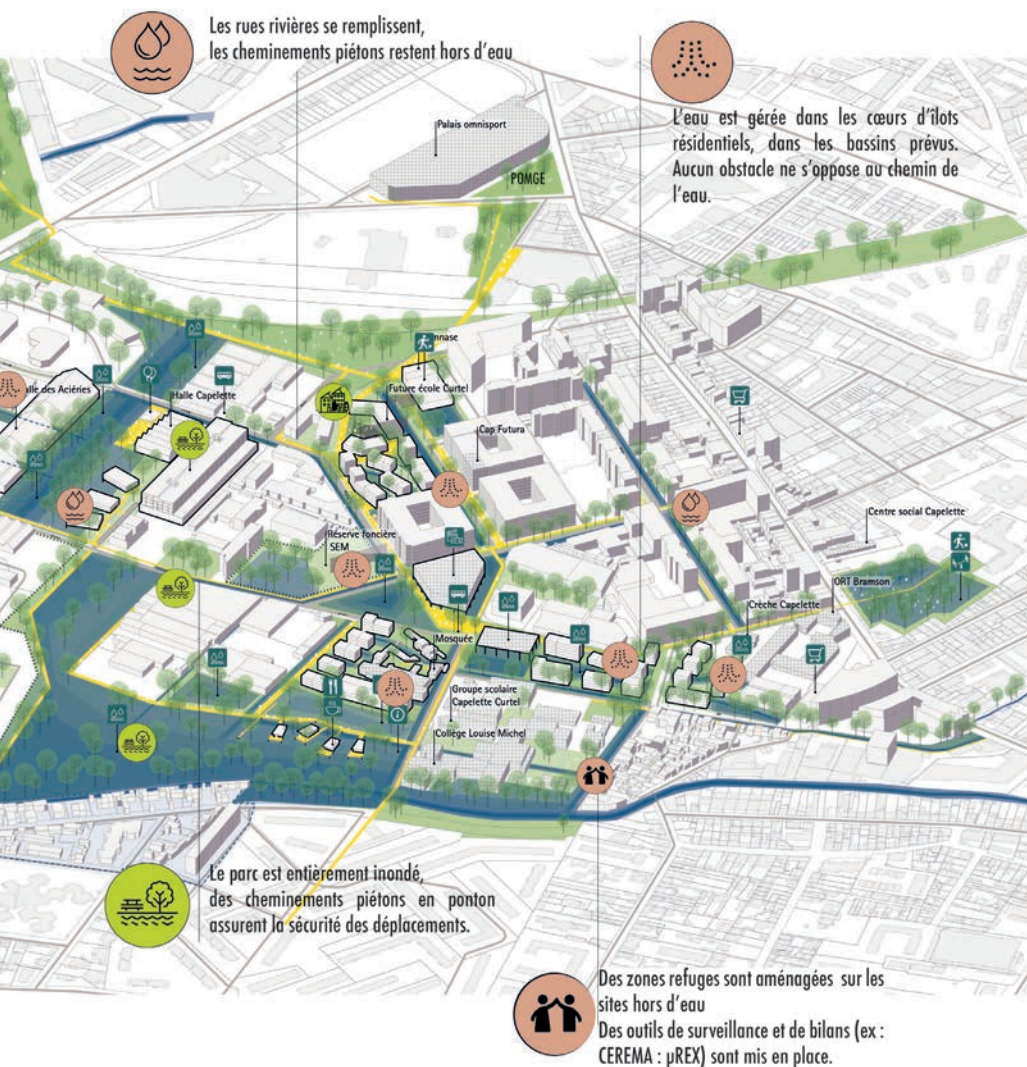 Les rues rivières se remplissent,
les cheminements piétons restent hors d'eau
L'eau est gérée dans les cœurs d'îlots
résidentiels, dans les bassins prévus.
Aucun obstacle ne s'oppose au chemin de
l'eau.
Palais omnisport
POMGE
nnase
Future école Curtel
alle des Aciéries
Halle Capelette
Cap Futura
Centre social Capelette
Réserve foncière
SEM
ORT Bramson
Crèche Capelette
Mosquée
Groupe scolaire
Capelette Curtel
Collège Louise Michel
Le parc est entièrement inondé,
des cheminements piétons en ponton
assurent la sécurité des déplacements.
Des zones refuges sont aménagées sur les
sites hors d'eau
Des outils de surveillance et de bilans (ex :
CEREMA : µREX) sont mis en place.